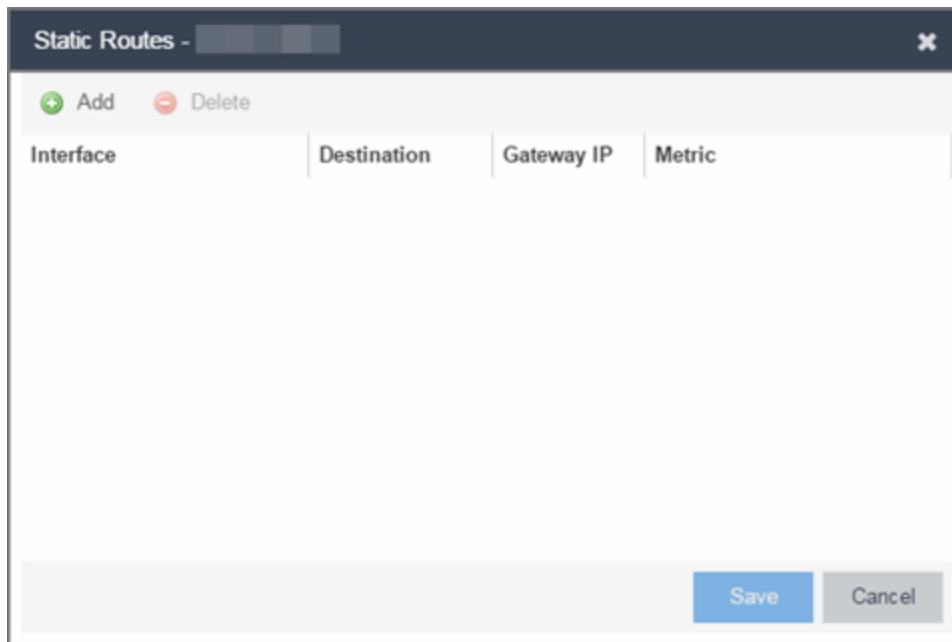 Static Routes -
Add Delete
Interface Destination Gateway IP Metric
Save Cancel